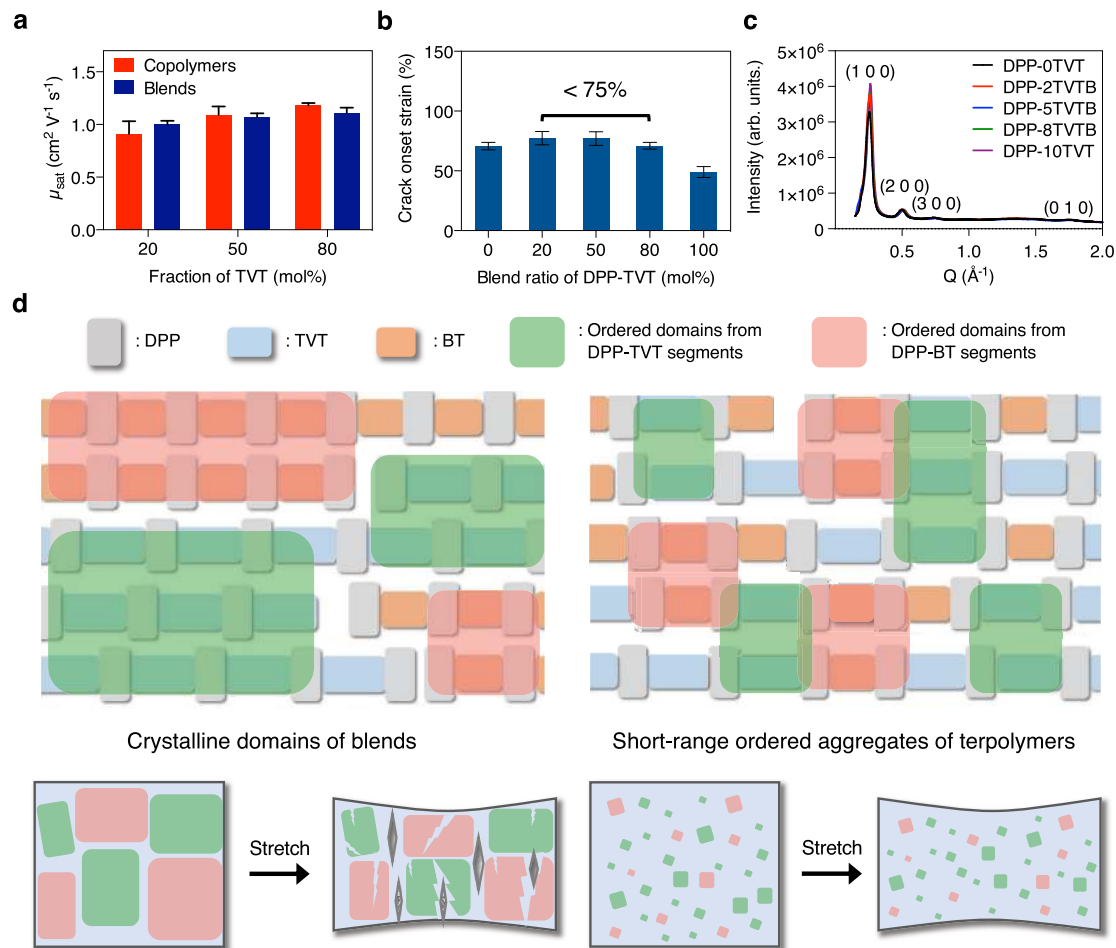 a
μsat (cm² V⁻¹ s⁻¹)
1.5
1.0
0.5
0.0
Copolymers
Blends
20 50 80
Fraction of TVT (mol%)
b
Crack onset strain (%)
150
100
50
0
< 75%
0 20 50 80 100
Blend ratio of DPP-TVT (mol%)
c
Intensity (arb. units.)
5×10⁶
4×10⁶
3×10⁶
2×10⁶
1×10⁶
0
(1 0 0)
(2 0 0)
(3 0 0)
(0 1 0)
DPP-0TVT
DPP-2TVTB
DPP-5TVTB
DPP-8TVTB
DPP-10TVT
0.5 1.0 1.5 2.0
Q (Å⁻¹)
d
: DPP
: TVT
: BT
: Ordered domains from
DPP-TVT segments
: Ordered domains from
DPP-BT segments
Crystalline domains of blends
Short-range ordered aggregates of terpolymers
Stretch
Stretch